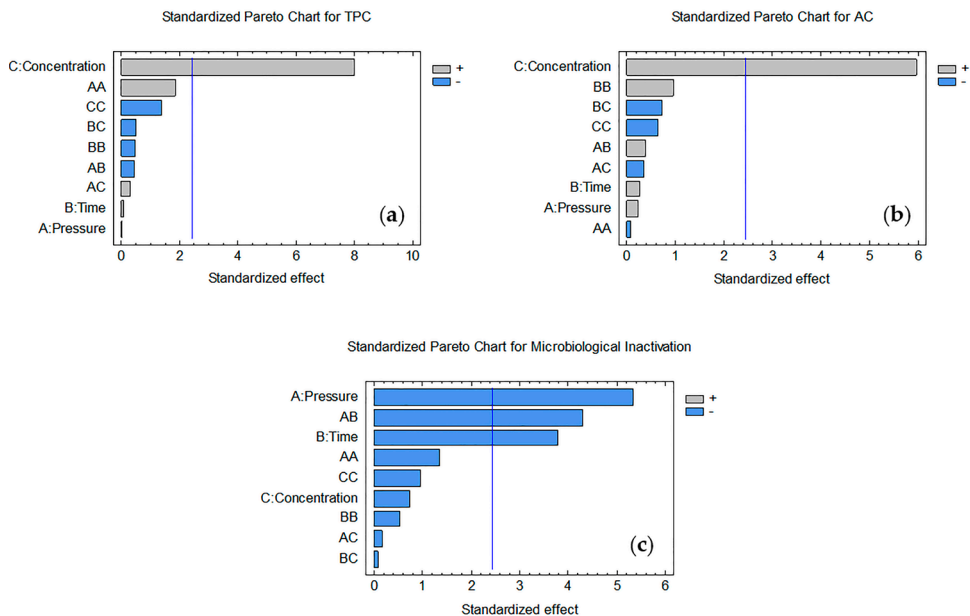 Standardized Pareto Chart for TPC
C:Concentration
AA
CC
BC
BB
AB
AC
B:Time
A:Pressure
+
-
(a)
0 2 4 6 8 10
Standardized effect
Standardized Pareto Chart for AC
C:Concentration
BB
BC
CC
AB
AC
B:Time
A:Pressure
AA
+
-
(b)
0 1 2 3 4 5 6
Standardized effect
Standardized Pareto Chart for Microbiological Inactivation
A:Pressure
AB
B:Time
AA
CC
C:Concentration
BB
AC
BC
+
-
(c)
0 1 2 3 4 5 6
Standardized effect